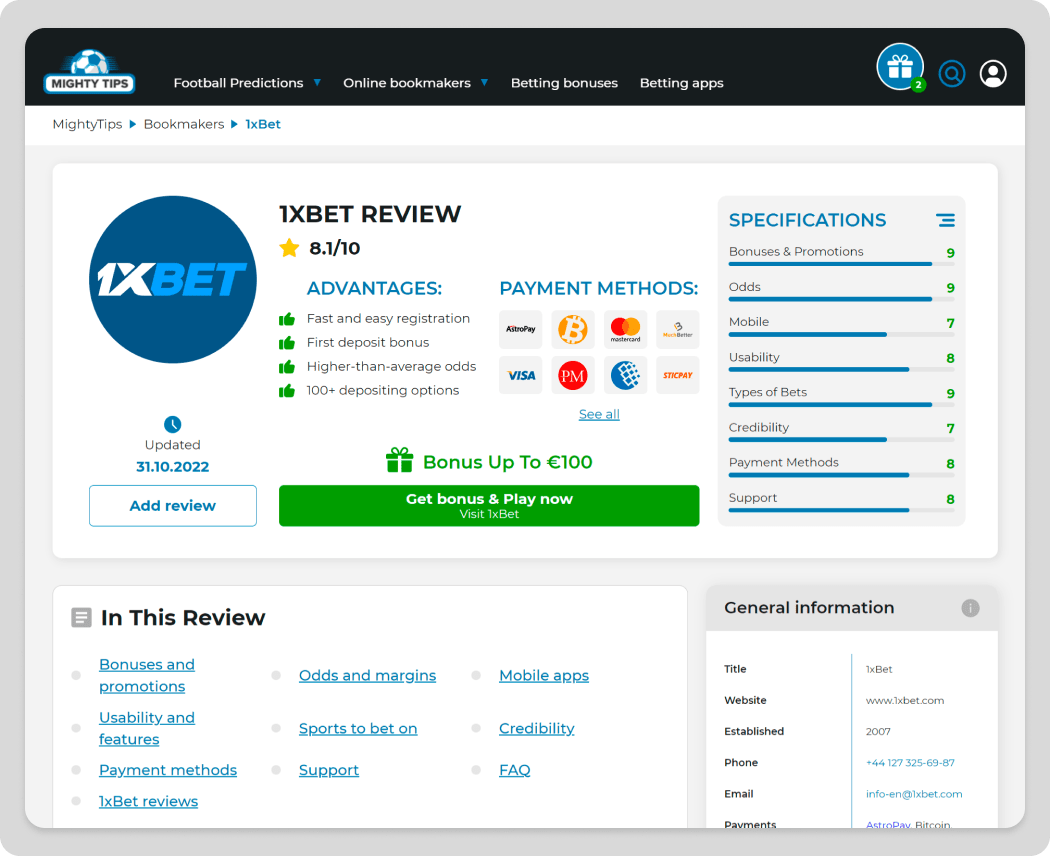 MIGHTY TIPS
Football Predictions
Online bookmakers
Betting bonuses
Betting apps
2
MightyTips
Bookmakers
1xBet
1XBET
Updated
31.10.2022
Add review
1XBET REVIEW
8.1/10
ADVANTAGES:
Fast and easy registration
First deposit bonus
Higher-than-average odds
100+ depositing options
PAYMENT METHODS:
AstroPay
mastercard
MuchBetter
VISA
PM
STICPAY
See all
Bonus Up To €100
Get bonus & Play now
Visit 1xBet
SPECIFICATIONS
Bonuses & Promotions 9
Odds 9
Mobile 7
Usability 8
Types of Bets 9
Credibility 7
Payment Methods 8
Support 8
In This Review
Bonuses and
promotions
Odds and margins
Mobile apps
Usability and
features
Sports to bet on
Credibility
Payment methods
Support
FAQ
1xBet reviews
General information
Title 1xBet
Website www.1xbet.com
Established 2007
Phone +44 127 325-69-87
Email info-en@1xbet.com
Payments AstroPay, Bitcoin,